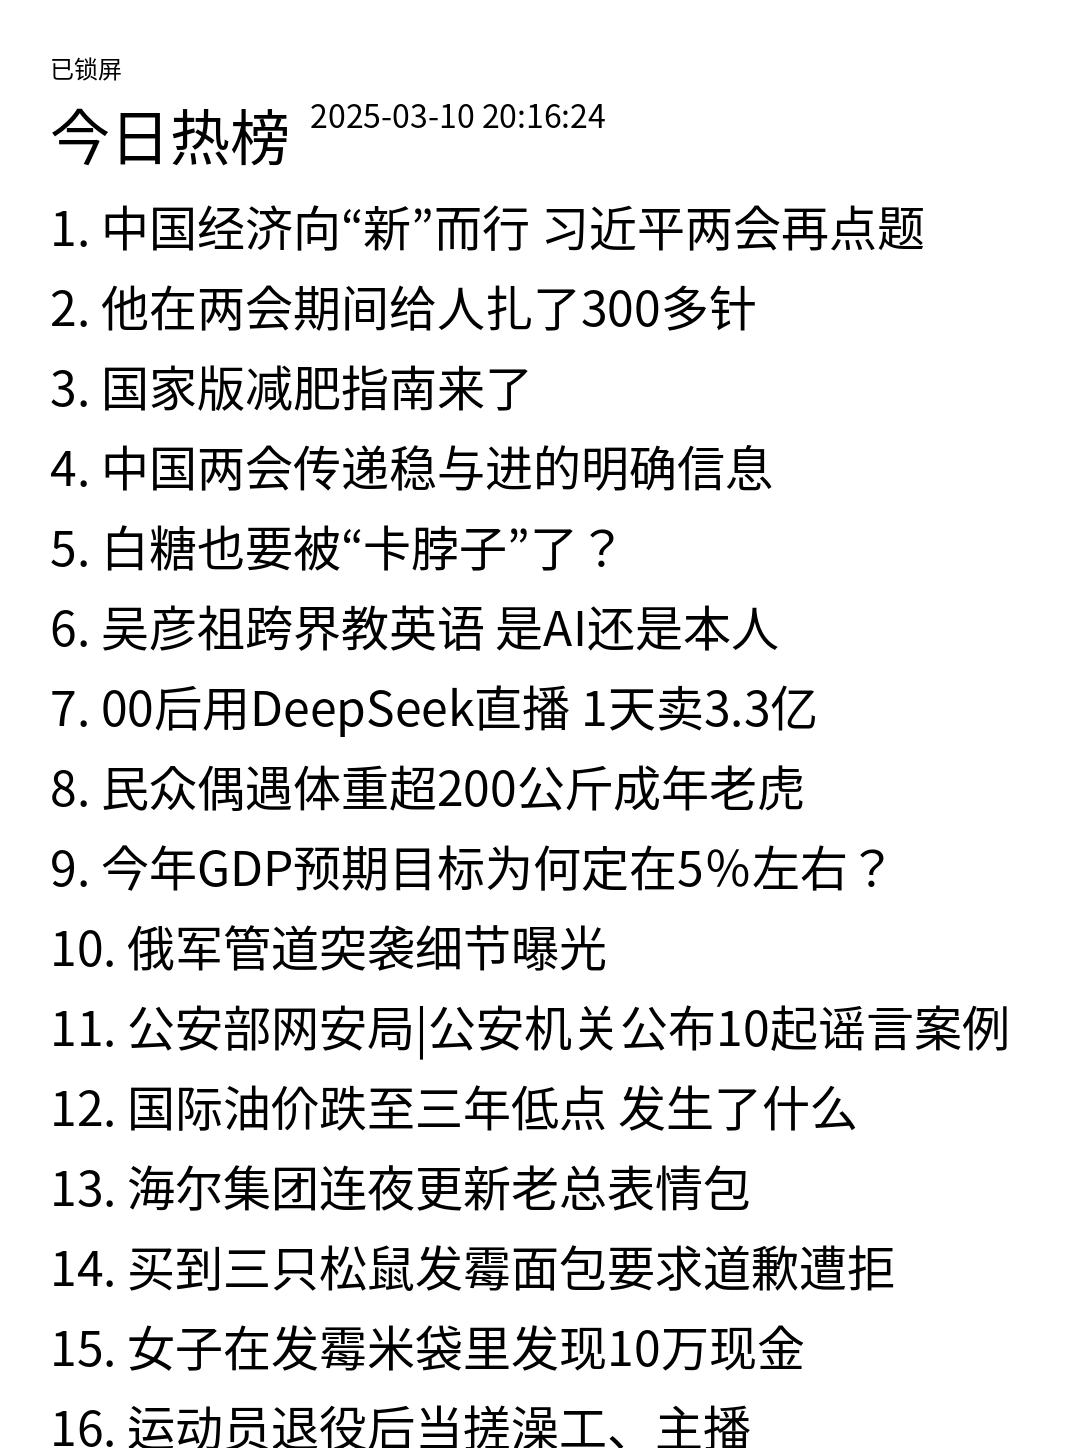 已锁屏
今日热榜 2025-03-10 20:16:24
1. 中国经济向“新”而行 习近平两会再点题
2. 他在两会期间给人扎了300多针
3. 国家版减肥指南来了
4. 中国两会传递稳与进的明确信息
5. 白糖也要被“卡脖子”了？
6. 吴彦祖跨界教英语 是AI还是本人
7. 00后用DeepSeek直播 1天卖3.3亿
8. 民众偶遇体重超200公斤成年老虎
9. 今年GDP预期目标为何定在5%左右？
10. 俄军管道突袭细节曝光
11. 公安部网安局|公安机关公布10起谣言案例
12. 国际油价跌至三年低点 发生了什么
13. 海尔集团连夜更新老总表情包
14. 买到三只松鼠发霉面包要求道歉遭拒
15. 女子在发霉米袋里发现10万现金
16. 运动员退役后当搓澡工、主播